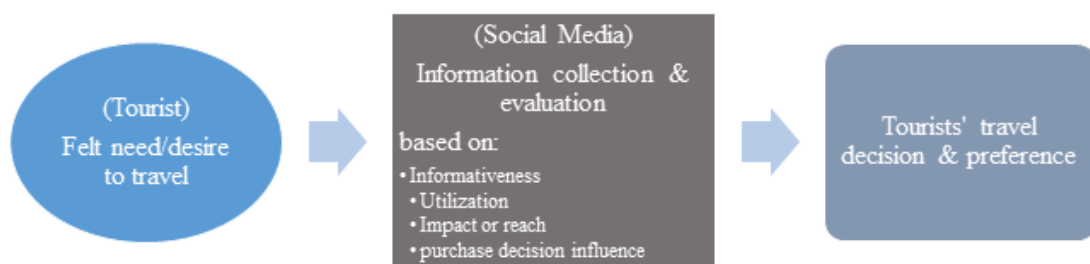 (Tourist)
Felt need/desire
to travel
(Social Media)
Information collection &
evaluation
based on:
• Informativeness
• Utilization
• Impact or reach
• purchase decision influence
Tourists' travel
decision & preference